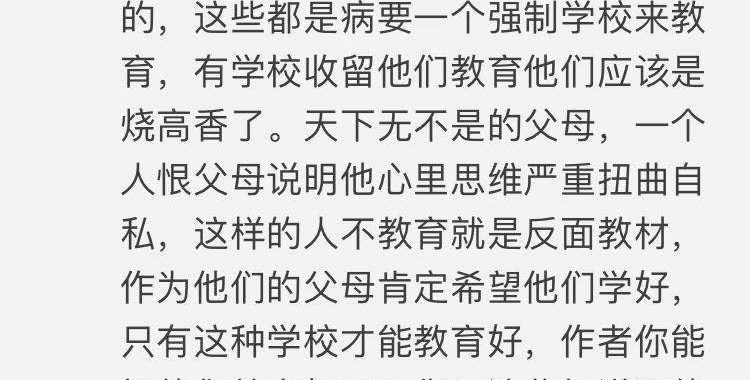 的，这些都是病要一个强制学校来教
育，有学校收留他们教育他们应该是
烧高香了。天下无不是的父母，一个
人恨父母说明他心里思维严重扭曲自
私，这样的人不教育就是反面教材，
作为他们的父母肯定希望他们学好，
只有这种学校才能教育好，作者你能